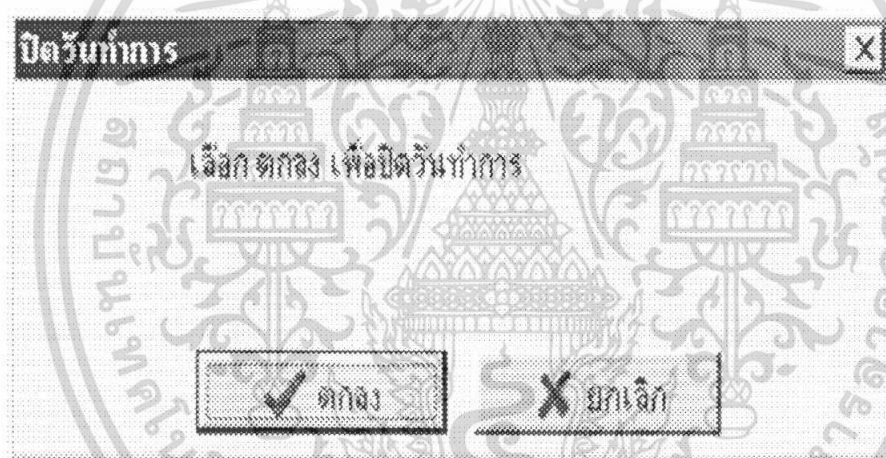 ปิดวันทำการ
เลือก ตกลง เพื่อปิดวันทำการ
ตกลง
ยกเลิก